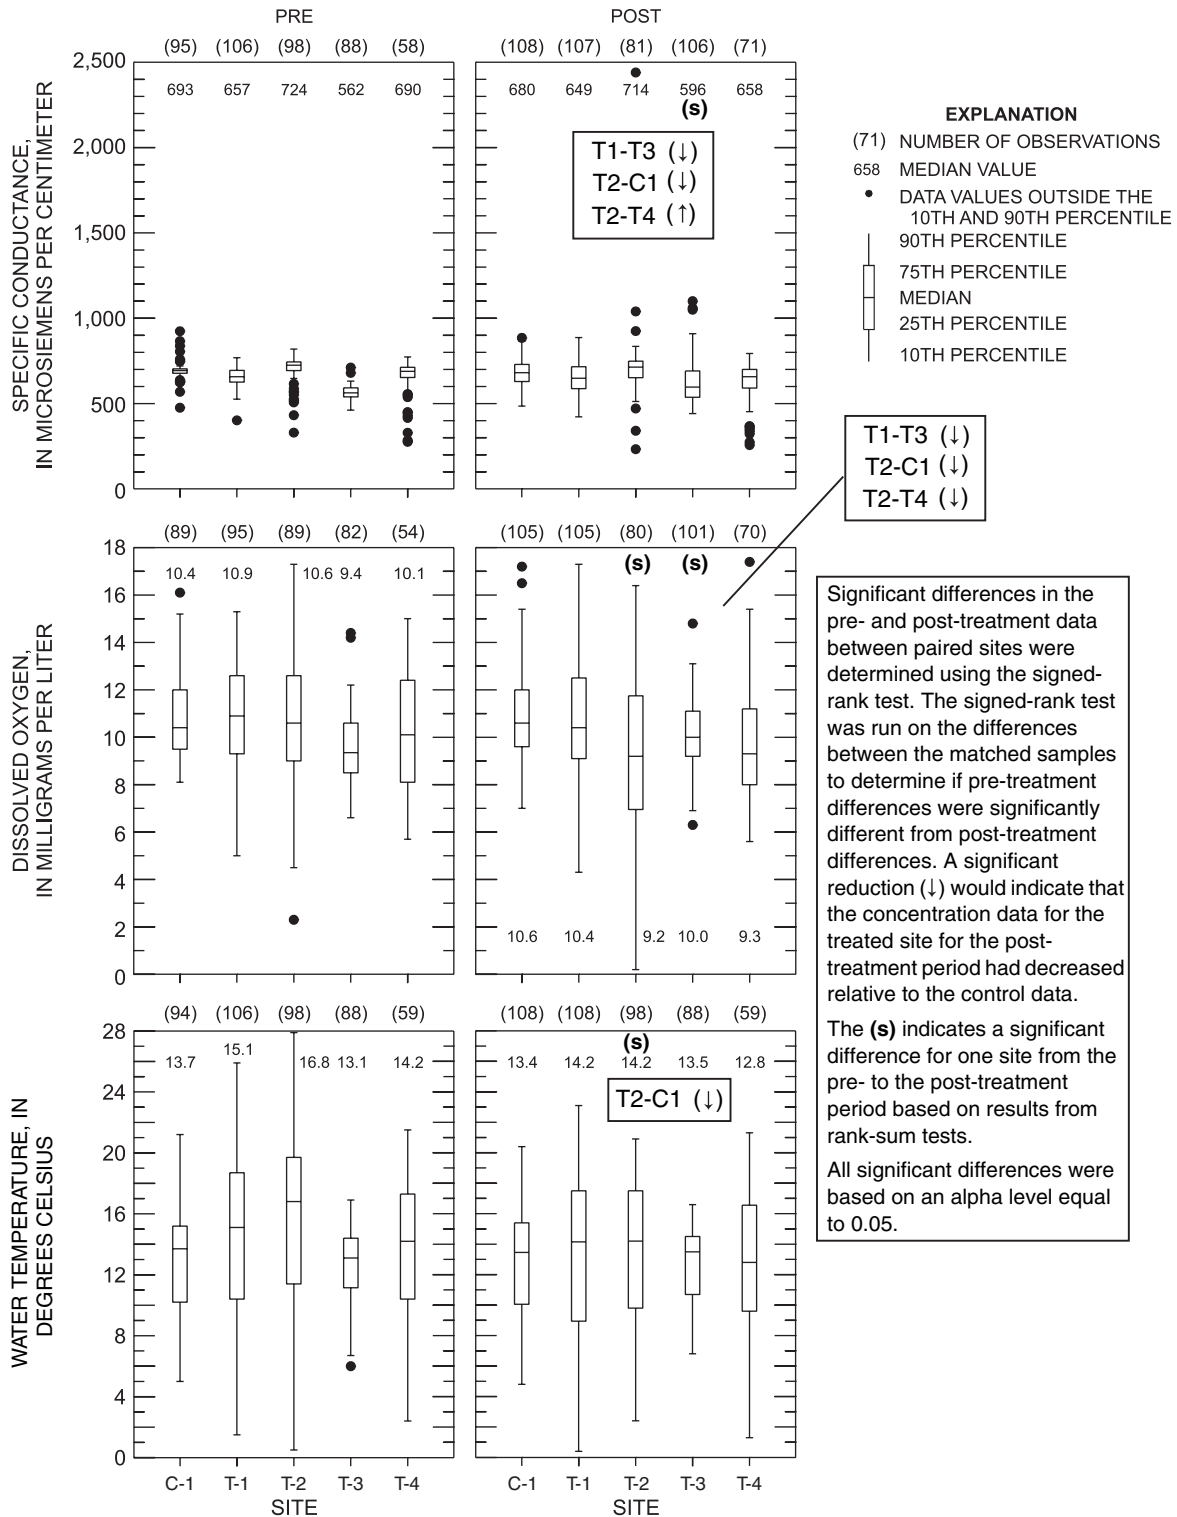 PRE
POST
(95) (106) (98) (88) (58)
(108) (107) (81) (106) (71)
SPECIFIC CONDUCTANCE,
IN MICROSIEMENS PER CENTIMETER
2,500
2,000
1,500
1,000
500
0
693 657 724 562 690
680 649 714 596 658
(s)
T1-T3 (↓)
T2-C1 (↓)
T2-T4 (↑)
EXPLANATION
(71) NUMBER OF OBSERVATIONS
658 MEDIAN VALUE
DATA VALUES OUTSIDE THE
10TH AND 90TH PERCENTILE
90TH PERCENTILE
75TH PERCENTILE
MEDIAN
25TH PERCENTILE
10TH PERCENTILE
T1-T3 (↓)
T2-C1 (↓)
T2-T4 (↓)
(89) (95) (89) (82) (54)
(105) (105) (80) (101) (70)
DISSOLVED OXYGEN,
IN MILLIGRAMS PER LITER
18
16
14
12
10
8
6
4
2
0
10.4 10.9 10.6 9.4 10.1
(s) (s)
10.6 10.4 9.2 10.0 9.3
Significant differences in the
pre- and post-treatment data
between paired sites were
determined using the signed-
rank test. The signed-rank test
was run on the differences
between the matched samples
to determine if pre-treatment
differences were significantly
different from post-treatment
differences. A significant
reduction (↓) would indicate that
the concentration data for the
treated site for the post-
treatment period had decreased
relative to the control data.
The (s) indicates a significant
difference for one site from the
pre- to the post-treatment
period based on results from
rank-sum tests.
All significant differences were
based on an alpha level equal
to 0.05.
(94) (106) (98) (88) (59)
(108) (108) (98) (88) (59)
WATER TEMPERATURE, IN
DEGREES CELSIUS
28
24
20
16
12
8
4
0
13.7 15.1 16.8 13.1 14.2
(s)
13.4 14.2 14.2 13.5 12.8
T2-C1 (↓)
C-1 T-1 T-2 T-3 T-4
SITE
C-1 T-1 T-2 T-3 T-4
SITE